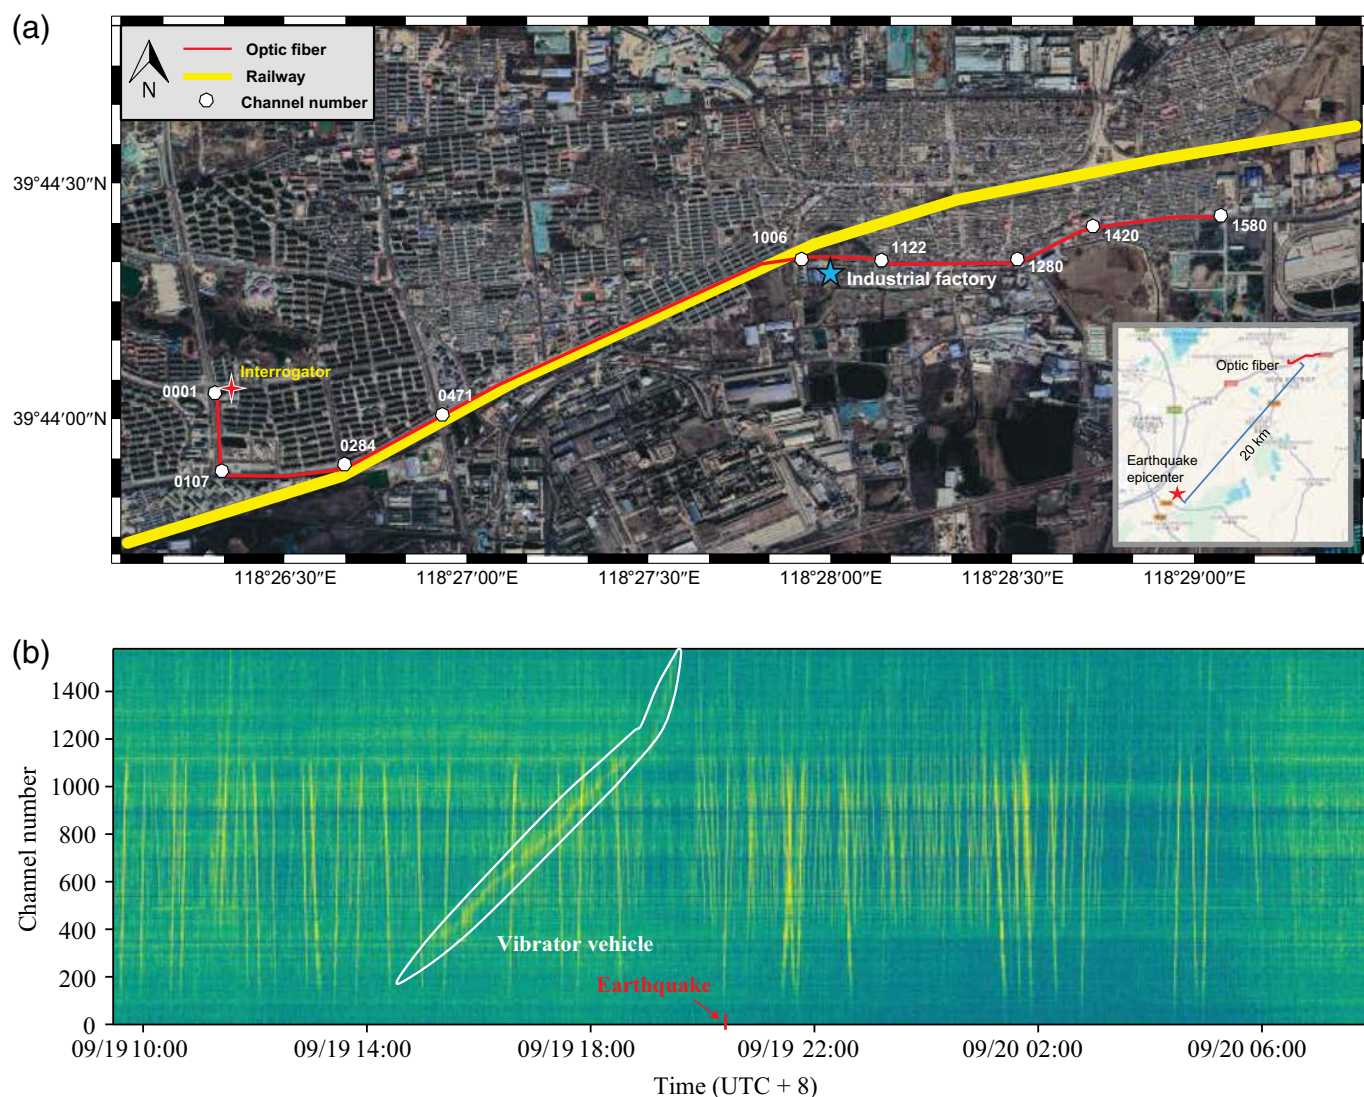 (a)
Optic fiber
Railway
Channel number
N
39°44′30″N
39°44′00″N
1006
1122
1280
1420
1580
Industrial factory
Interrogator
0001
0107
0284
0471
Optic fiber
20 km
Earthquake
epicenter
118°26′30″E
118°27′00″E
118°27′30″E
118°28′00″E
118°28′30″E
118°29′00″E
(b)
Channel number
1400
1200
1000
800
600
400
200
0
Vibrator vehicle
Earthquake
09/19 10:00
09/19 14:00
09/19 18:00
09/19 22:00
09/20 02:00
09/20 06:00
Time (UTC + 8)